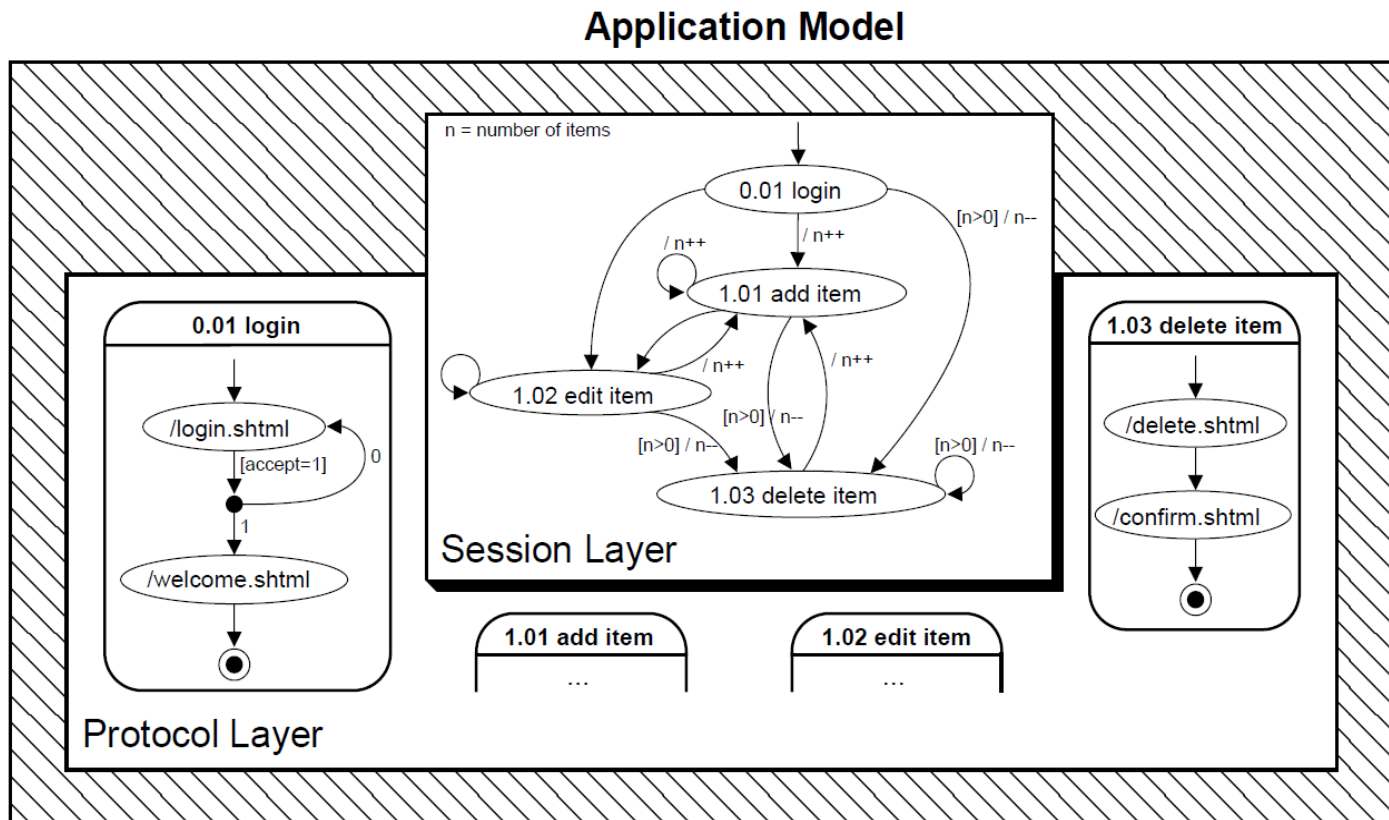 Application Model
n = number of items
0.01 login
[n>0] / n--
/ n++
/ n++
1.01 add item
/ n++
/ n++
1.02 edit item
[n>0] / n--
[n>0] / n--
[n>0] / n--
1.03 delete item
Session Layer
0.01 login
/login.shtml
[accept=1]
0
1
/welcome.shtml
1.03 delete item
/delete.shtml
/confirm.shtml
1.01 add item
...
1.02 edit item
...
Protocol Layer